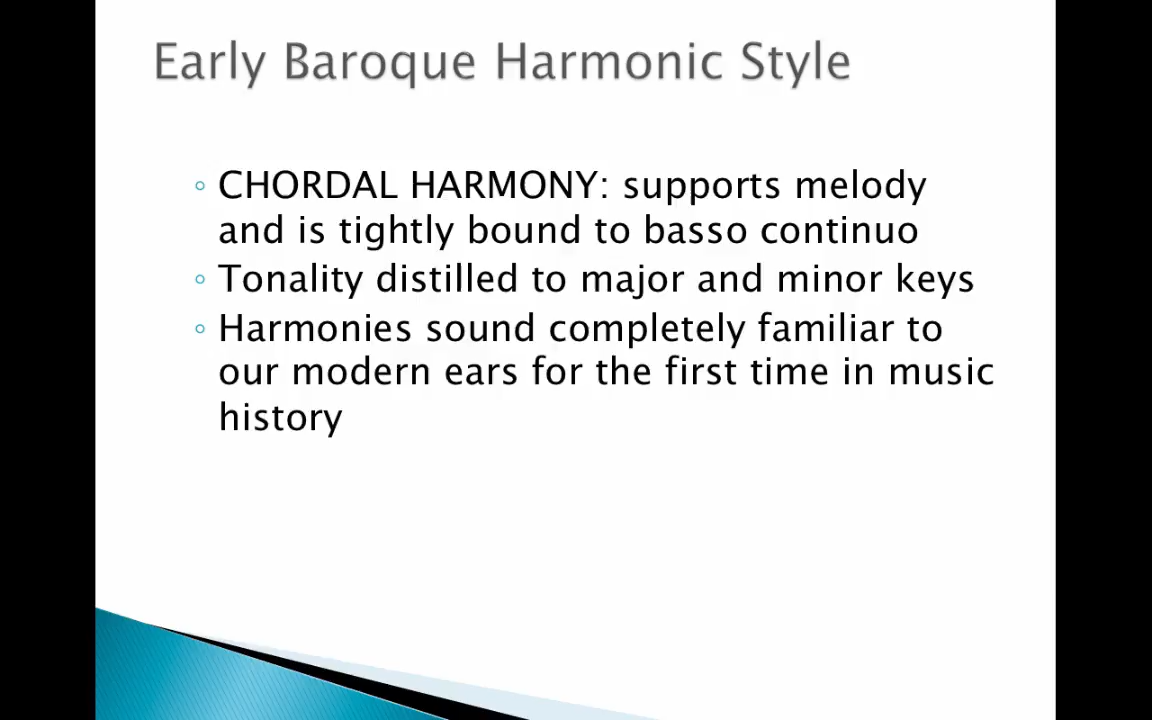 Early Baroque Harmonic Style
◦ CHORDAL HARMONY: supports melody
and is tightly bound to basso continuo
◦ Tonality distilled to major and minor keys
◦ Harmonies sound completely familiar to
our modern ears for the first time in music
history